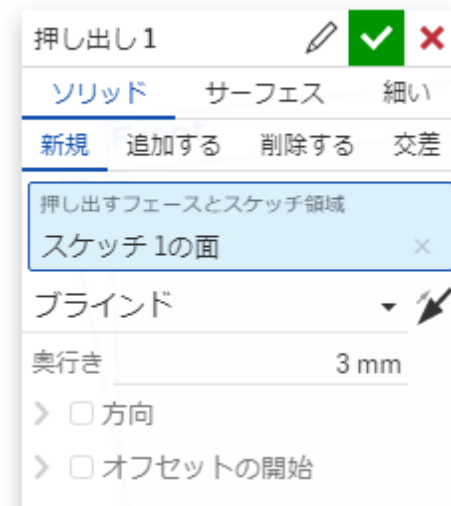 押し出し 1
ソリッド サーフェス 細い
新規 追加する 削除する 交差
押し出すフェースとスケッチ領域
スケッチ 1の面
ブラインド
奥行き 3 mm
方向
オフセットの開始